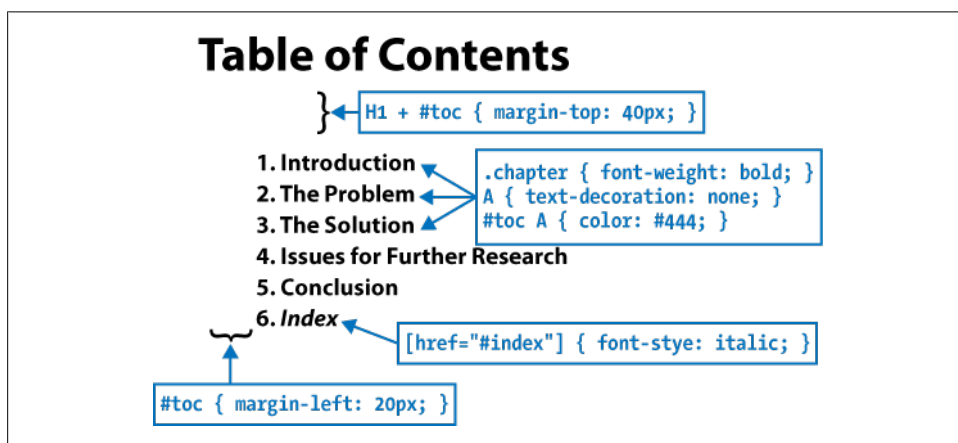 Table of Contents
H1 + #toc { margin-top: 40px; }
1. Introduction
2. The Problem
3. The Solution
4. Issues for Further Research
5. Conclusion
6. Index
.chapter { font-weight: bold; }
A { text-decoration: none; }
#toc A { color: #444; }
[href="#index"] { font-stye: italic; }
#toc { margin-left: 20px; }